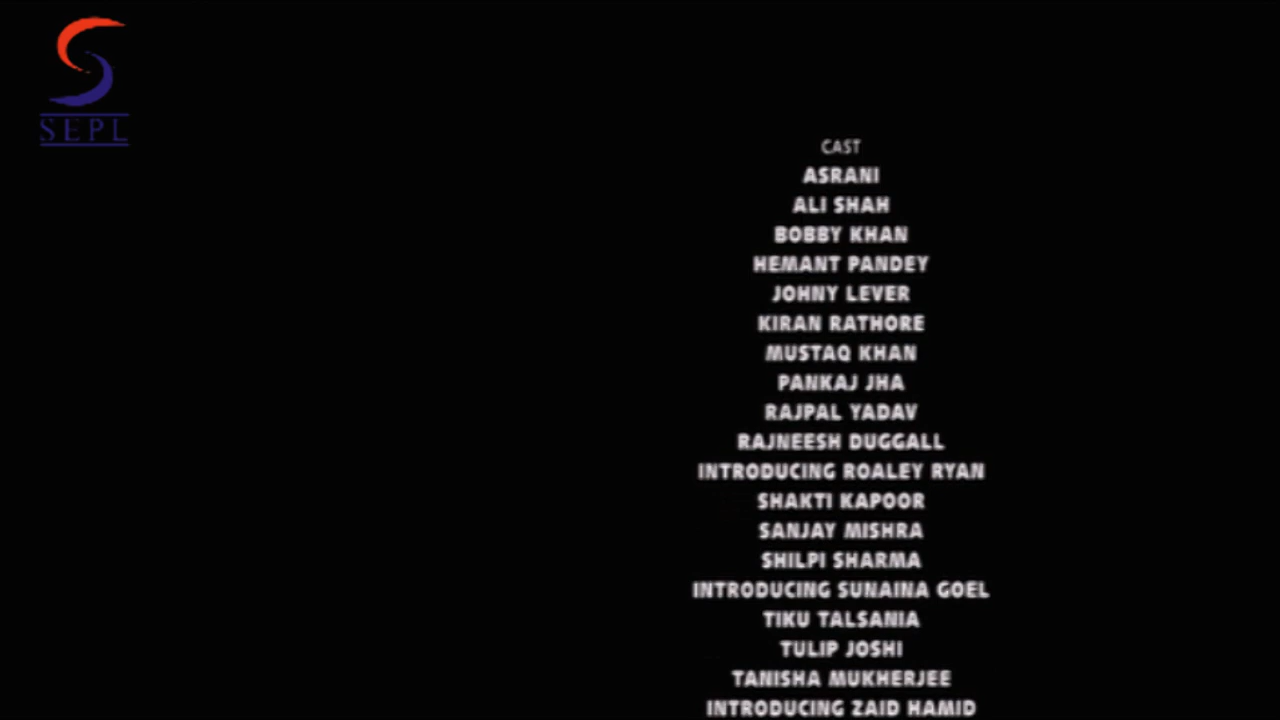 SEPL
CAST
ASRANI
ALI SHAH
BOBBY KHAN
HEMANT PANDEY
JOHNY LEVER
KIRAN RATHORE
MUSTAQ KHAN
PANKAJ JHA
RAJPAL YADAV
RAJNEESH DUGGALL
INTRODUCING ROALEY RYAN
SHAKTI KAPOOR
SANJAY MISHRA
SHILPI SHARMA
INTRODUCING SUNAINA GOEL
TIKU TALSANIA
TULIP JOSHI
TANISHA MUKHERJEE
INTRODUCING ZAID HAMID